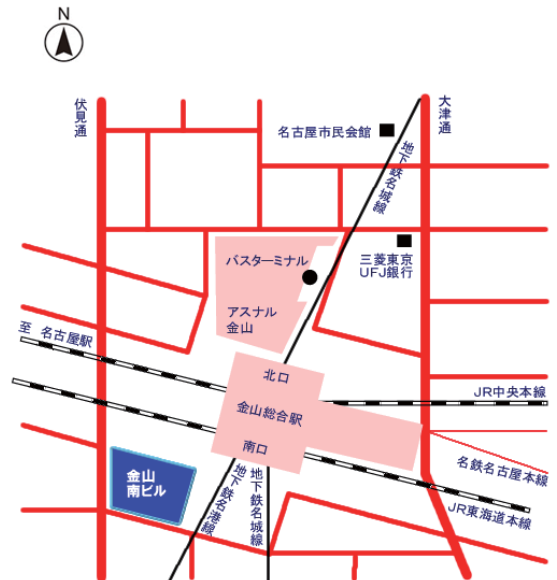 N
伏見通
大津通
名古屋市民会館
地下鉄名城線
バスターミナル
三菱東京
UFJ銀行
アスナル
金山
至 名古屋駅
北口
JR中央本線
金山総合駅
南口
名鉄名古屋本線
金山
南ビル
地下鉄名港線
地下鉄名城線
JR東海道本線